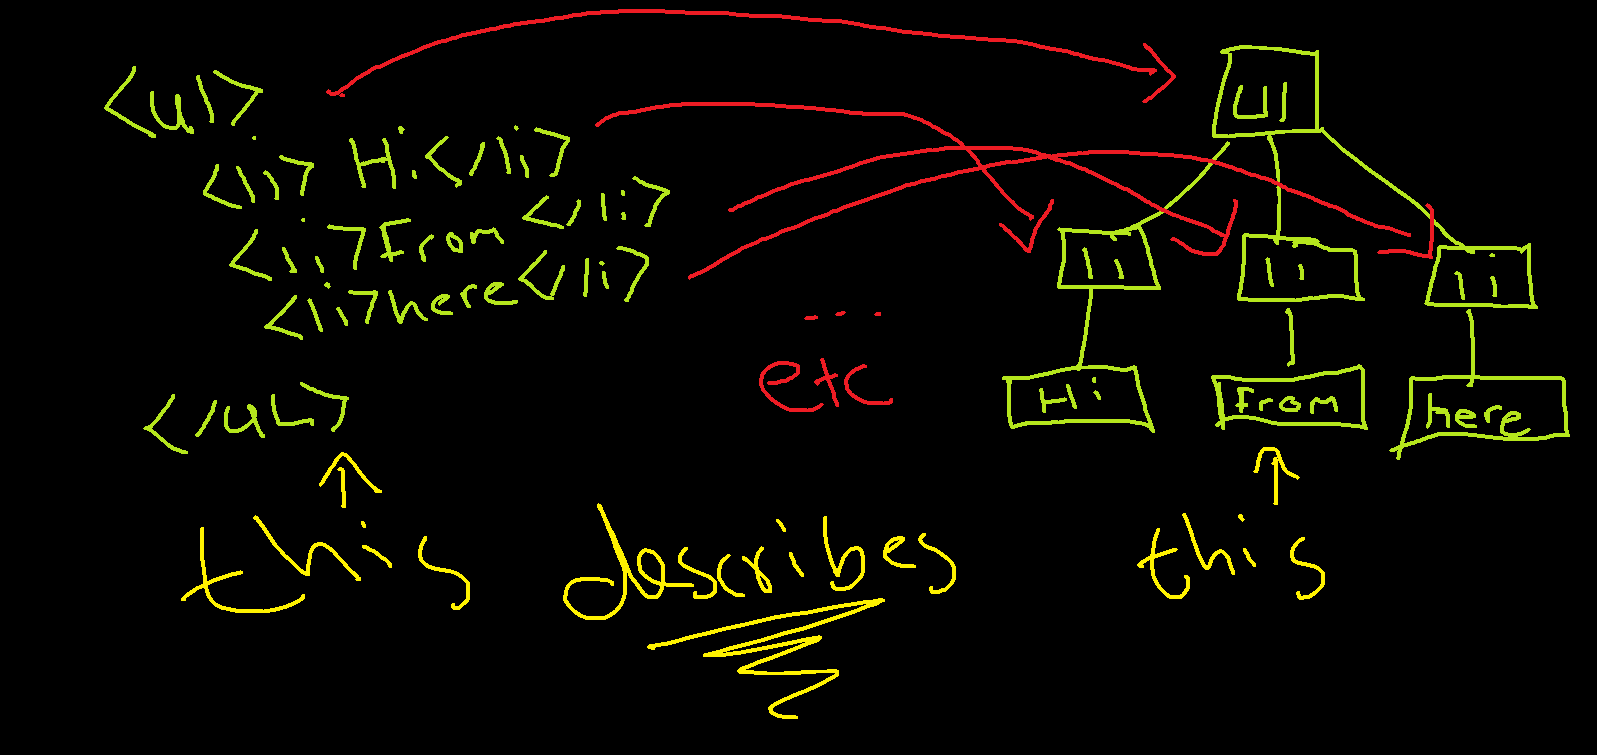 <ul>
<li> Hi</li>
<li>From</li>
<li>here</li>
</uL>
ul
li li li
Hi From here
...
etc
this describes this